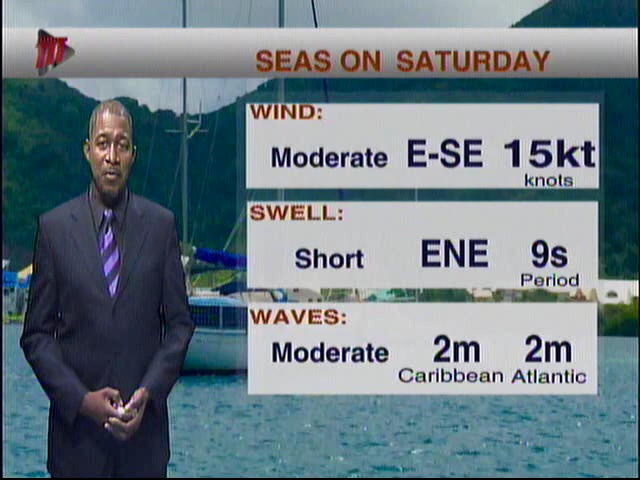 SEAS ON SATURDAY
WIND:
Moderate E-SE 15kt
knots
SWELL:
Short ENE 9s
Period
WAVES:
Moderate 2m 2m
Caribbean Atlantic